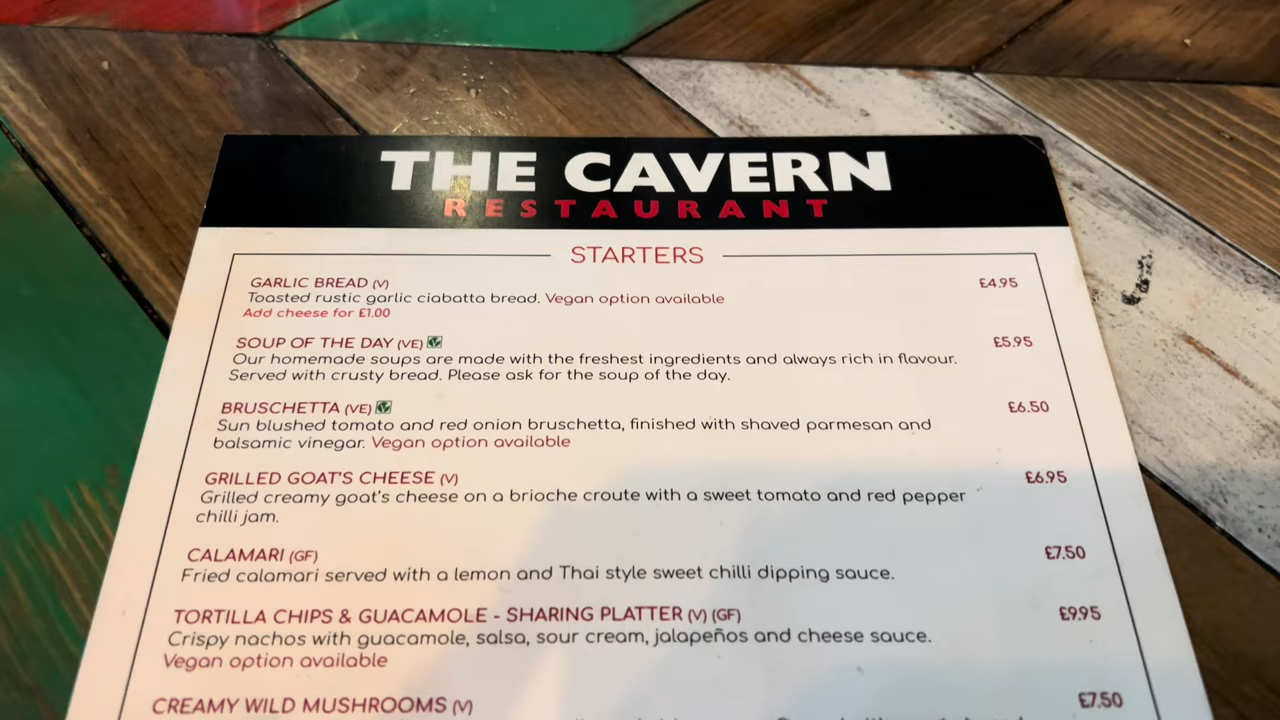 THE CAVERN
RESTAURANT
STARTERS
GARLIC BREAD (V) £4.95
Toasted rustic garlic ciabatta bread. Vegan option available
Add cheese for £1.00
SOUP OF THE DAY (VE) £5.95
Our homemade soups are made with the freshest ingredients and always rich in flavour.
Served with crusty bread. Please ask for the soup of the day.
BRUSCHETTA (VE) £6.50
Sun blushed tomato and red onion bruschetta, finished with shaved parmesan and
balsamic vinegar. Vegan option available
GRILLED GOAT'S CHEESE (V) £6.95
Grilled creamy goat's cheese on a brioche croute with a sweet tomato and red pepper
chilli jam.
CALAMARI (GF) £7.50
Fried calamari served with a lemon and Thai style sweet chilli dipping sauce.
TORTILLA CHIPS & GUACAMOLE - SHARING PLATTER (V) (GF) £9.95
Crispy nachos with guacamole, salsa, sour cream, jalapeños and cheese sauce.
Vegan option available
CREAMY WILD MUSHROOMS (V) £7.50